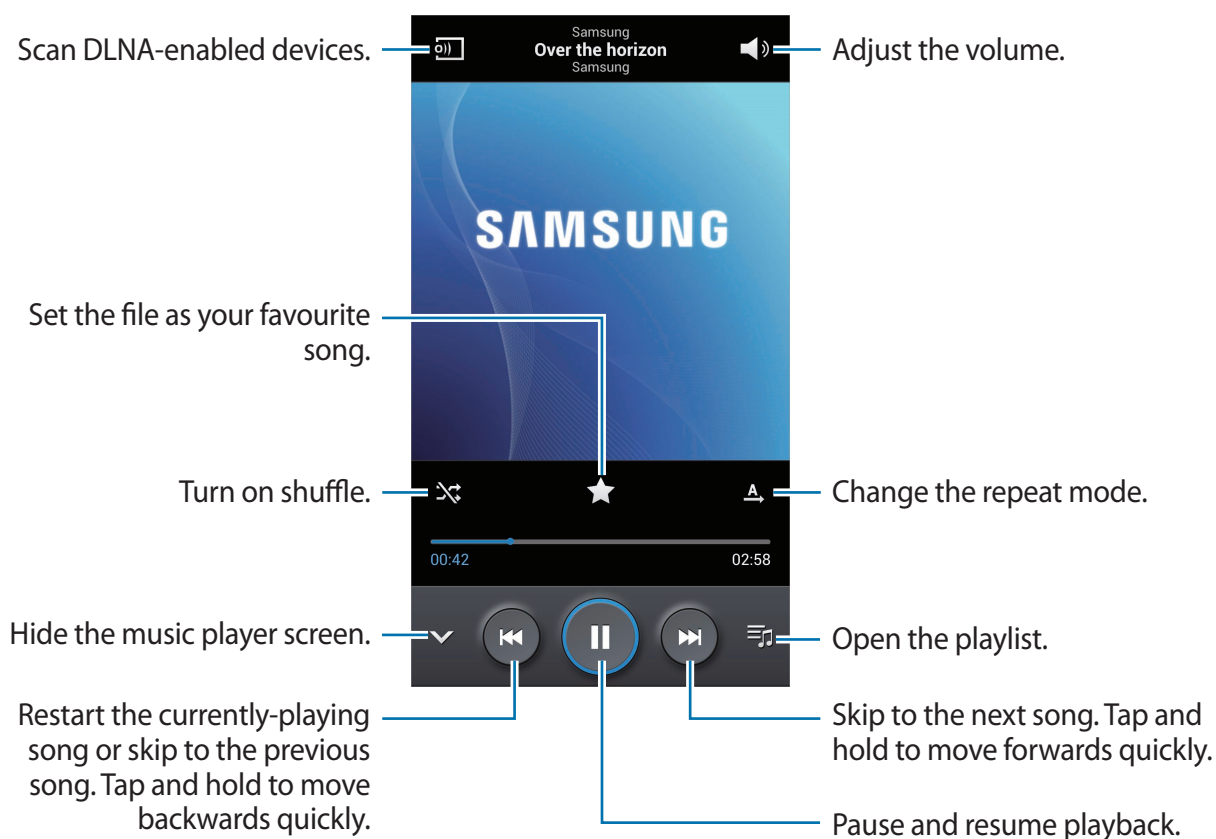 Samsung
Scan DLNA-enabled devices.
Over the horizon
Adjust the volume.
Samsung
SAMSUNG
Set the file as your favourite
song.
Turn on shuffle.
A
Change the repeat mode.
00:42
02:58
Hide the music player screen.
Open the playlist.
Restart the currently-playing
song or skip to the previous
song. Tap and hold to move
backwards quickly.
Skip to the next song. Tap and
hold to move forwards quickly.
Pause and resume playback.